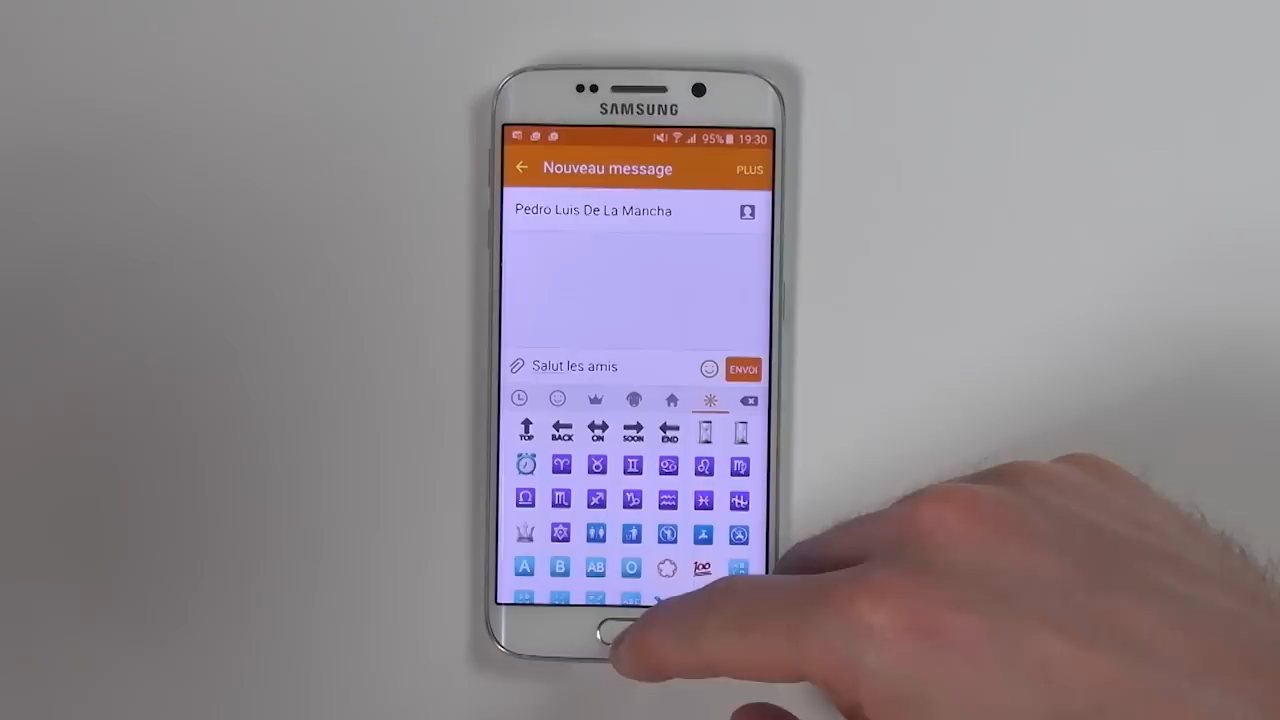 SAMSUNG
95% 19:30
Nouveau message PLUS
Pedro Luis De La Mancha
Salut les amis ENVOI
TOP BACK ON SOON END
A B AB O 100